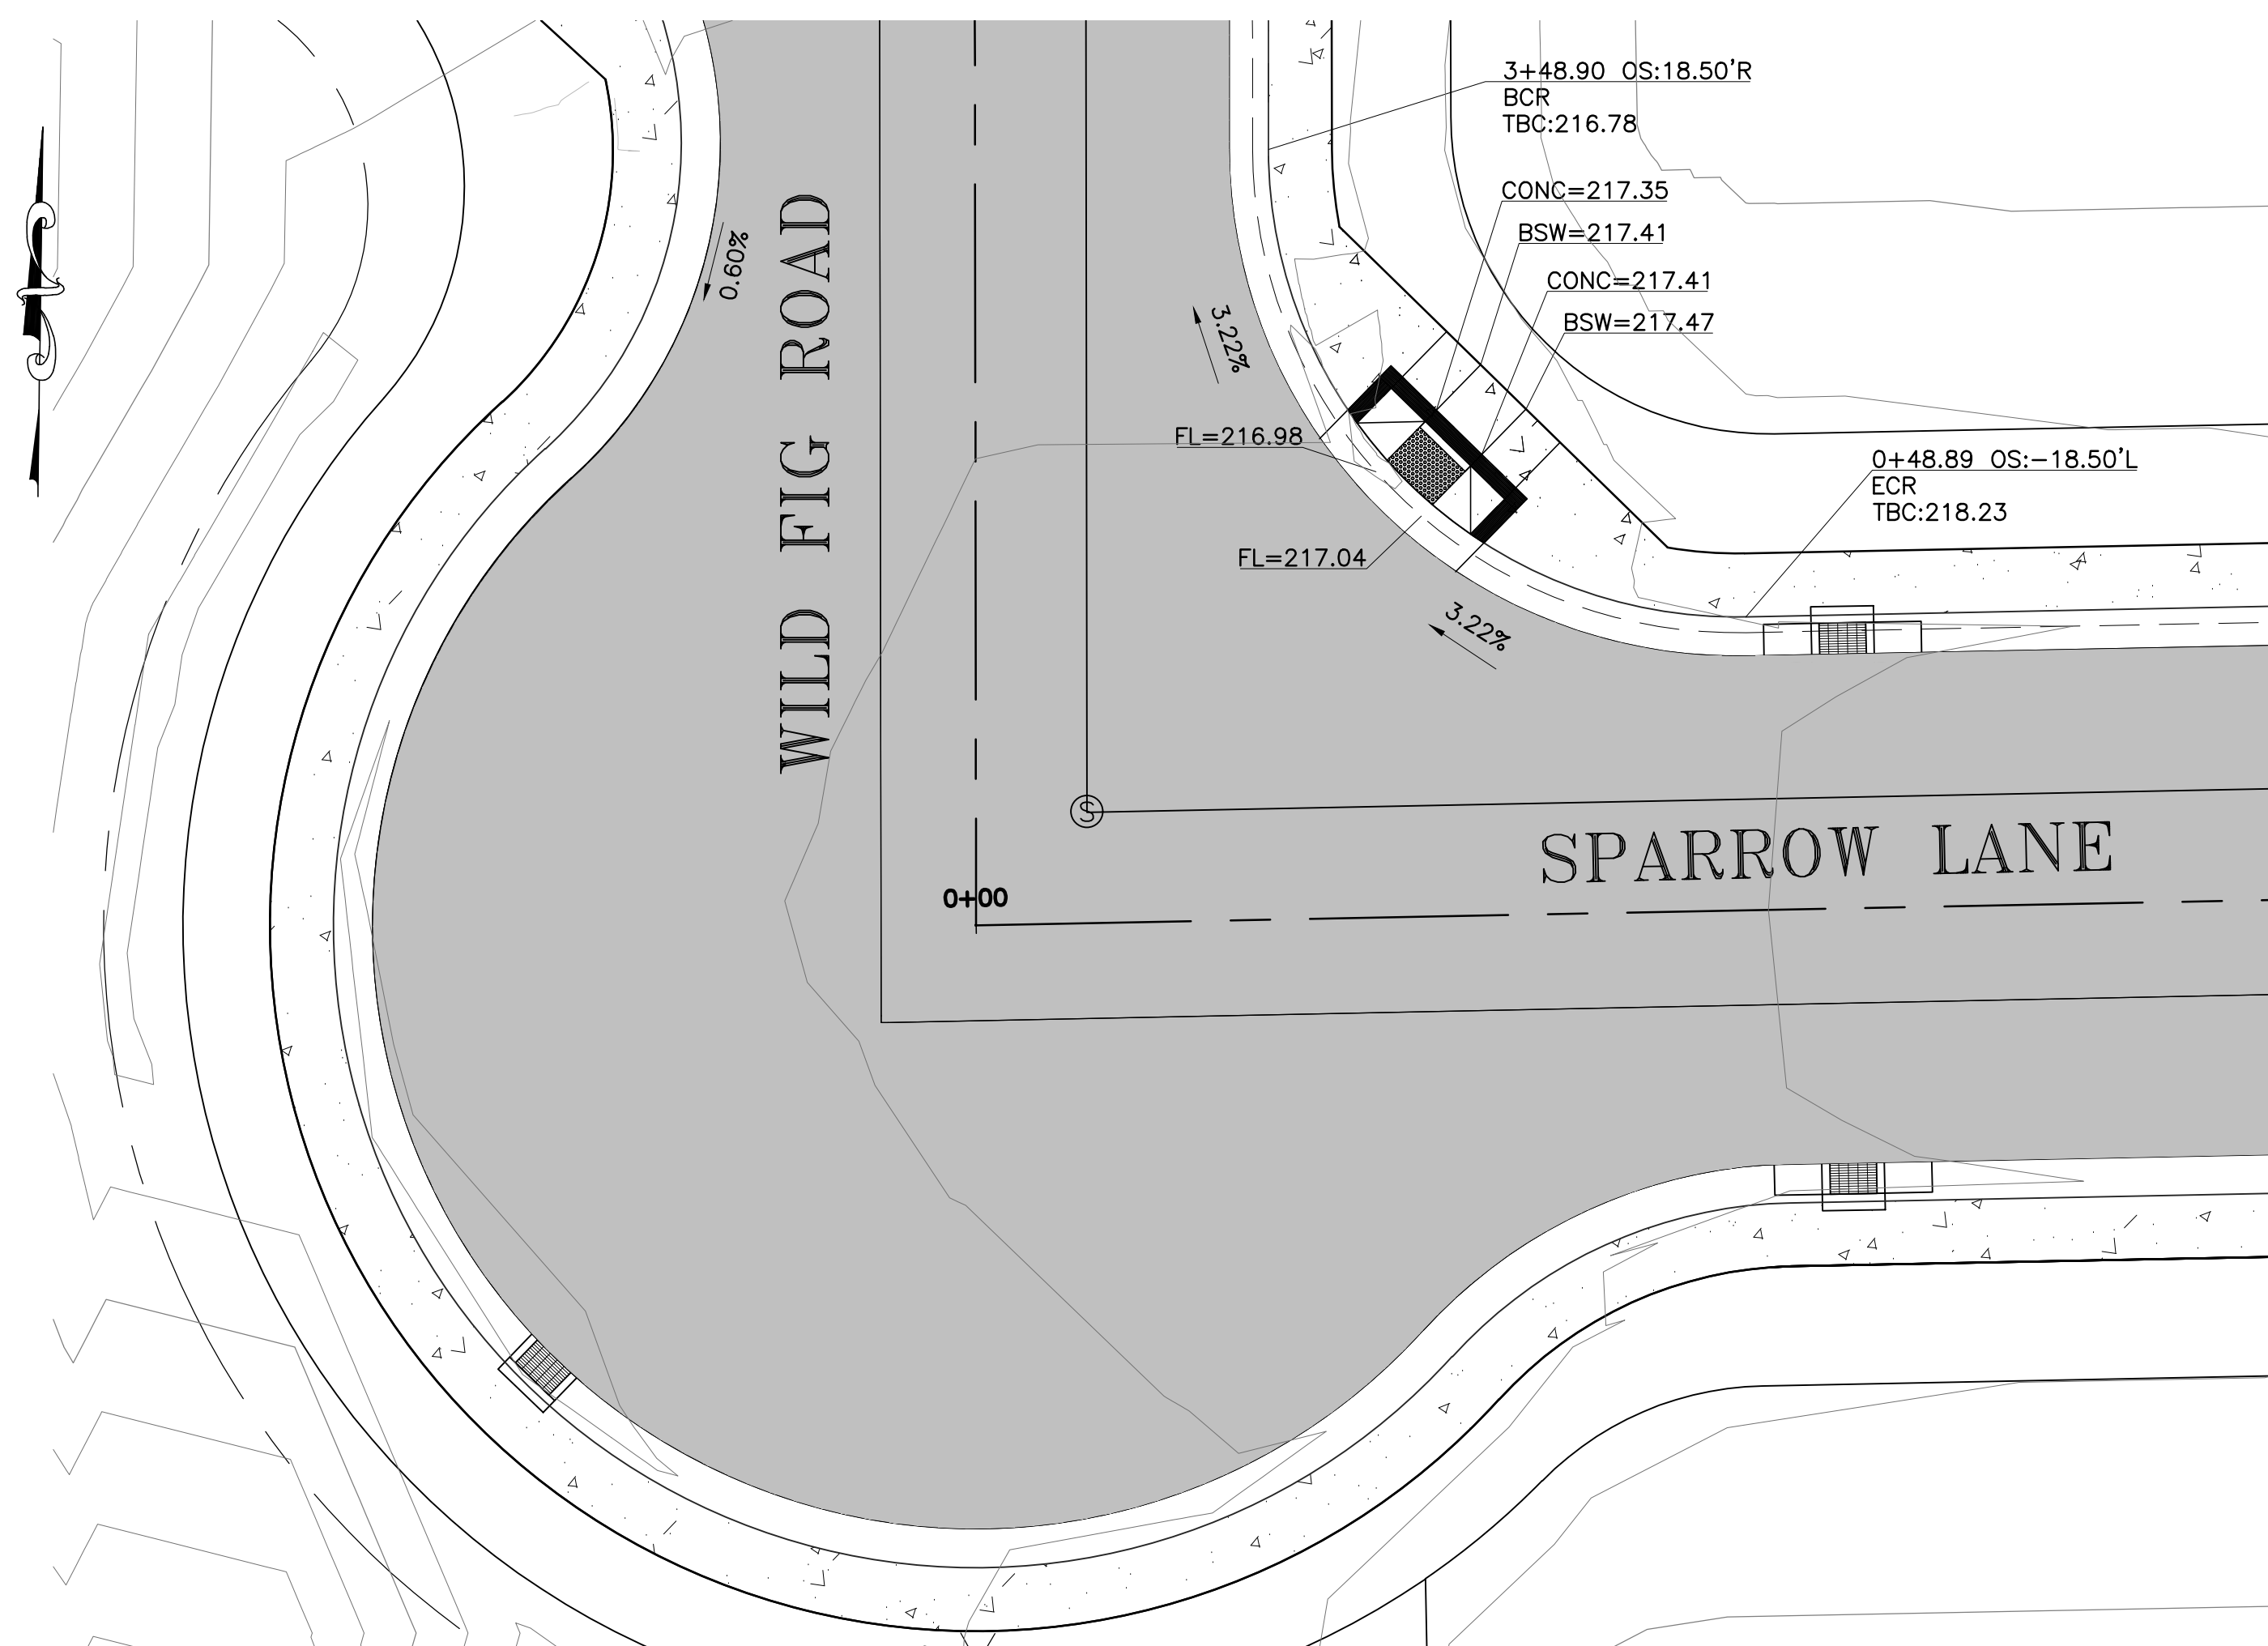 3+48.90 OS:18.50'R
BCR
TBC:216.78
CONC=217.35
BSW=217.41
CONC=217.41
BSW=217.47
0.60%
WILD FIG ROAD
3.22%
FL=216.98
0+48.89 OS:-18.50'L
ECR
TBC:218.23
FL=217.04
3.22%
S
SPARROW LANE
0+00